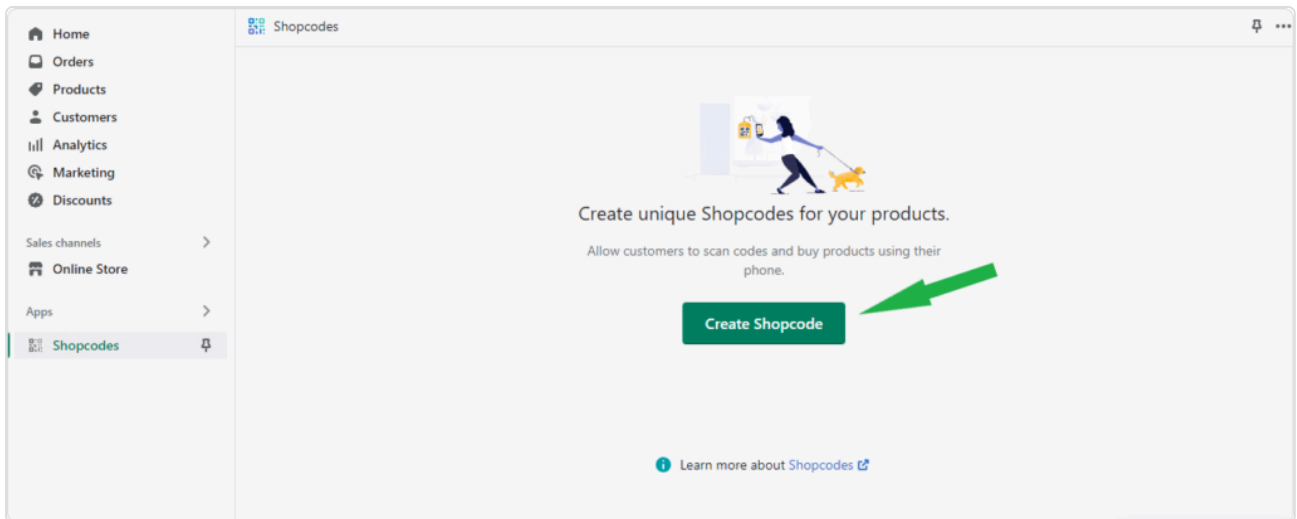 Home
Orders
Products
Customers
Analytics
Marketing
Discounts
Sales channels
Online Store
Apps
Shopcodes
Shopcodes
Create unique Shopcodes for your products.
Allow customers to scan codes and buy products using their
phone.
Create Shopcode
Learn more about Shopcodes